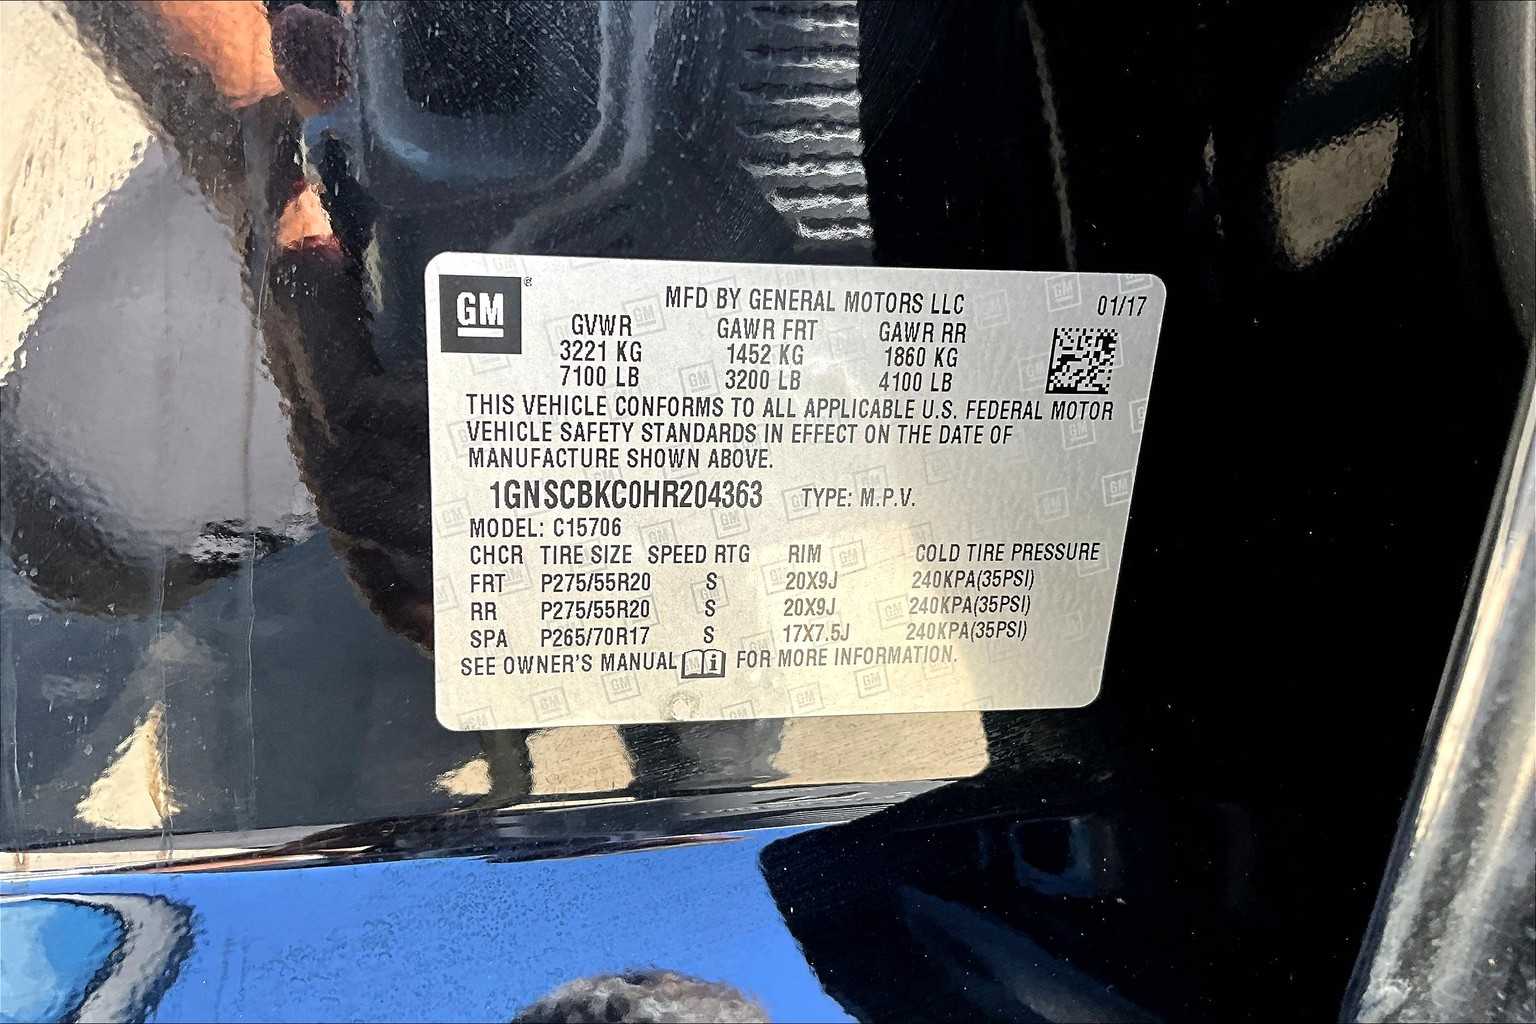 GM ®
MFD BY GENERAL MOTORS LLC 01/17
GVWR GAWR FRT GAWR RR
3221 KG 1452 KG 1860 KG
7100 LB 3200 LB 4100 LB
THIS VEHICLE CONFORMS TO ALL APPLICABLE U.S. FEDERAL MOTOR
VEHICLE SAFETY STANDARDS IN EFFECT ON THE DATE OF
MANUFACTURE SHOWN ABOVE.
1GNSCBKC0HR204363 TYPE: M.P.V.
MODEL: C15706
CHCR TIRE SIZE SPEED RTG RIM COLD TIRE PRESSURE
FRT P275/55R20 S 20X9J 240KPA(35PSI)
RR P275/55R20 S 20X9J 240KPA(35PSI)
SPA P265/70R17 S 17X7.5J 240KPA(35PSI)
SEE OWNER'S MANUAL i FOR MORE INFORMATION.